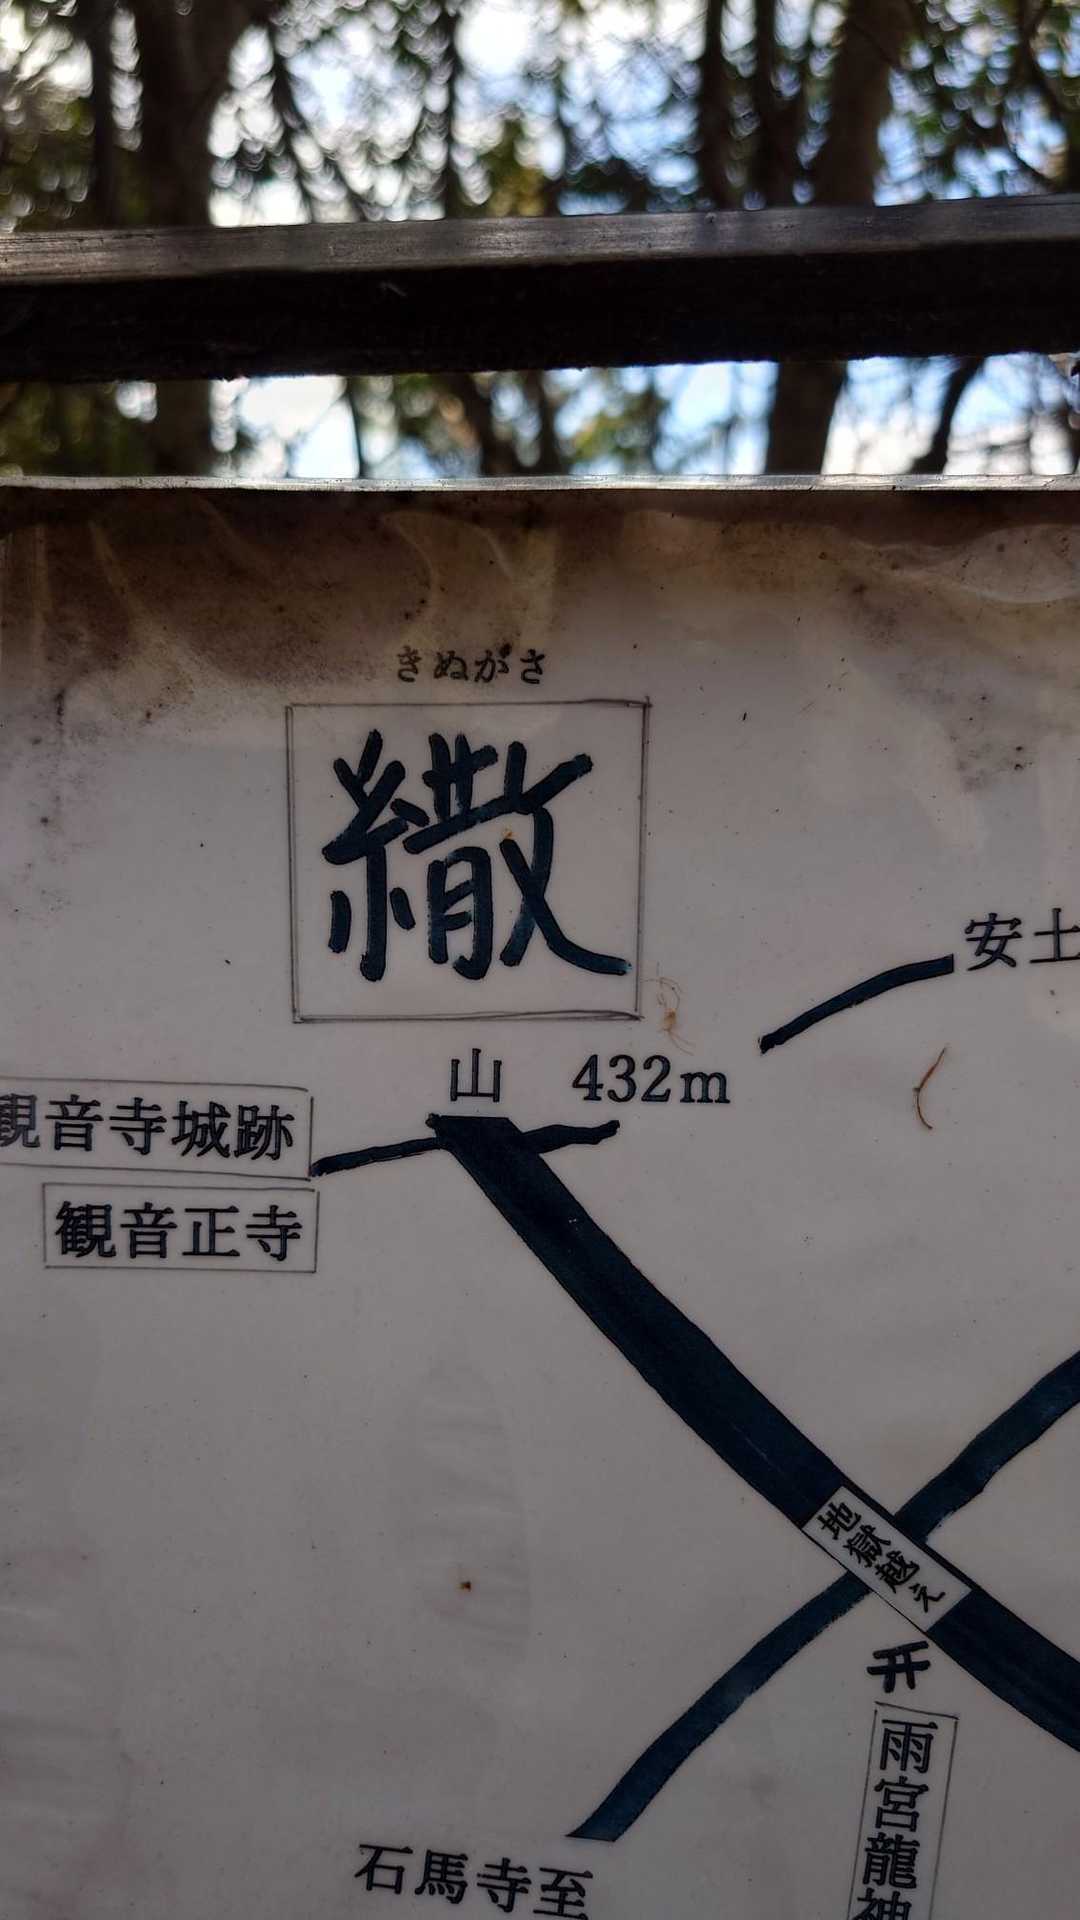 きぬがさ
繖
山 432m
安土
観音寺城跡
観音正寺
地獄越え
雨宮龍神
石馬寺至